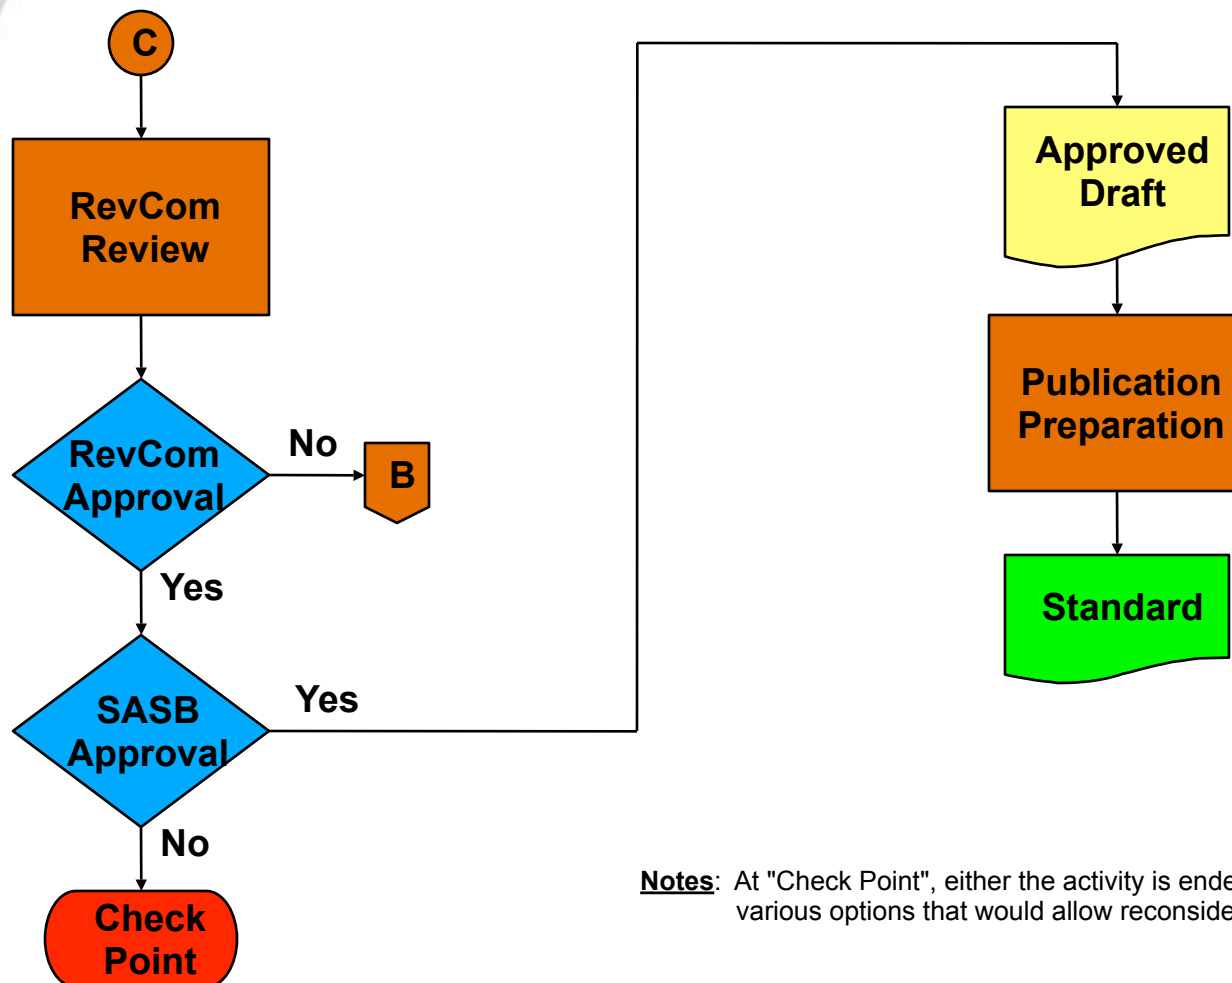 C
RevCom
Review
RevCom
Approval
No
B
Yes
SASB
Approval
Yes
No
Check
Point
Approved
Draft
Publication
Preparation
Standard
Notes: At "Check Point", either the activity is ende
various options that would allow reconside